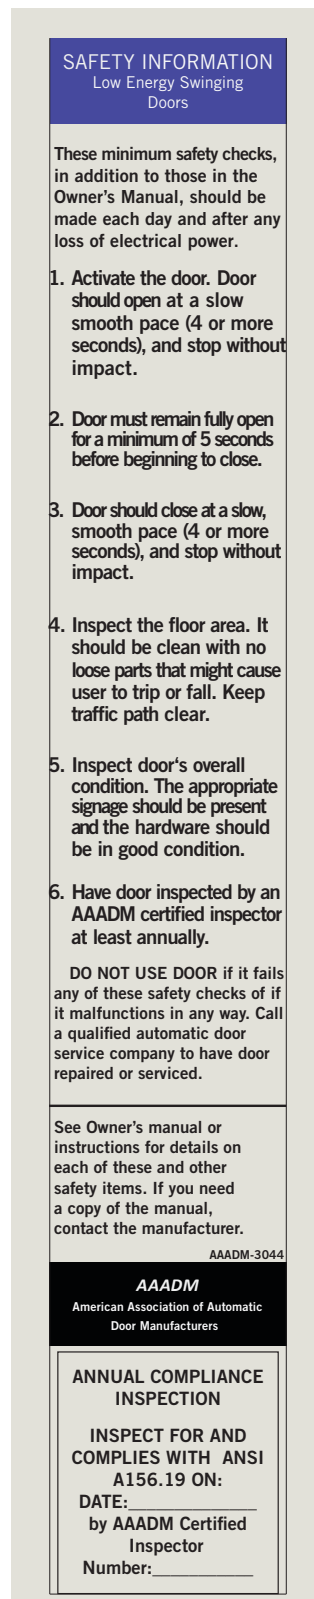 SAFETY INFORMATION
Low Energy Swinging
Doors
These minimum safety checks,
in addition to those in the
Owner’s Manual, should be
made each day and after any
loss of electrical power.
1. Activate the door. Door
should open at a slow
smooth pace (4 or more
seconds), and stop without
impact.
2. Door must remain fully open
for a minimum of 5 seconds
before beginning to close.
3. Door should close at a slow,
smooth pace (4 or more
seconds), and stop without
impact.
4. Inspect the floor area. It
should be clean with no
loose parts that might cause
user to trip or fall. Keep
traffic path clear.
5. Inspect door‘s overall
condition. The appropriate
signage should be present
and the hardware should
be in good condition.
6. Have door inspected by an
AAADM certified inspector
at least annually.
DO NOT USE DOOR if it fails
any of these safety checks of if
it malfunctions in any way. Call
a qualified automatic door
service company to have door
repaired or serviced.
See Owner’s manual or
instructions for details on
each of these and other
safety items. If you need
a copy of the manual,
contact the manufacturer.
AAADM-3044
AAADM
American Association of Automatic
Door Manufacturers
ANNUAL COMPLIANCE
INSPECTION
INSPECT FOR AND
COMPLIES WITH ANSI
A156.19 ON:
DATE:______________
by AAADM Certified
Inspector
Number:___________